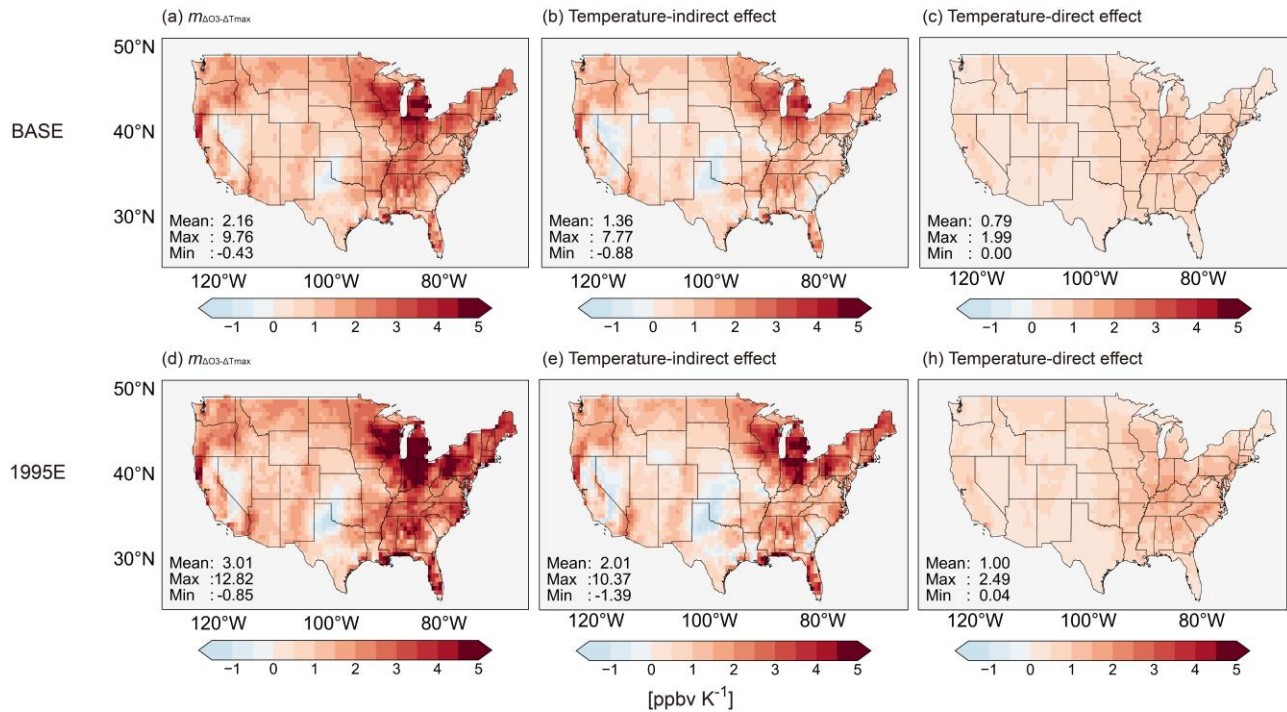 (a) mΔO3-ΔTmax
(b) Temperature-indirect effect
(c) Temperature-direct effect
BASE
50°N
40°N
30°N
Mean: 2.16
Max : 9.76
Min : -0.43
Mean: 1.36
Max : 7.77
Min : -0.88
Mean: 0.79
Max : 1.99
Min : 0.00
120°W 100°W 80°W
120°W 100°W 80°W
120°W 100°W 80°W
−1 0 1 2 3 4 5
−1 0 1 2 3 4 5
−1 0 1 2 3 4 5
(d) mΔO3-ΔTmax
(e) Temperature-indirect effect
(h) Temperature-direct effect
1995E
50°N
40°N
30°N
Mean: 3.01
Max :12.82
Min : -0.85
Mean: 2.01
Max :10.37
Min : -1.39
Mean: 1.00
Max : 2.49
Min : 0.04
120°W 100°W 80°W
120°W 100°W 80°W
120°W 100°W 80°W
−1 0 1 2 3 4 5
−1 0 1 2 3 4 5
−1 0 1 2 3 4 5
[ppbv K⁻¹]